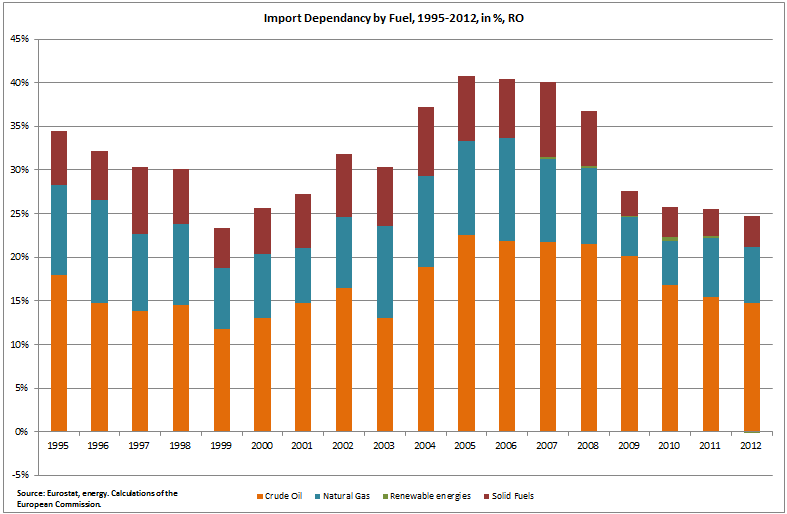 Import Dependancy by Fuel, 1995-2012, in %, RO
45%
40%
35%
30%
25%
20%
15%
10%
5%
0%
-5%
1995 1996 1997 1998 1999 2000 2001 2002 2003 2004 2005 2006 2007 2008 2009 2010 2011 2012
Source: Eurostat, energy. Calculations of the
European Commission.
Crude Oil Natural Gas Renewable energies Solid Fuels